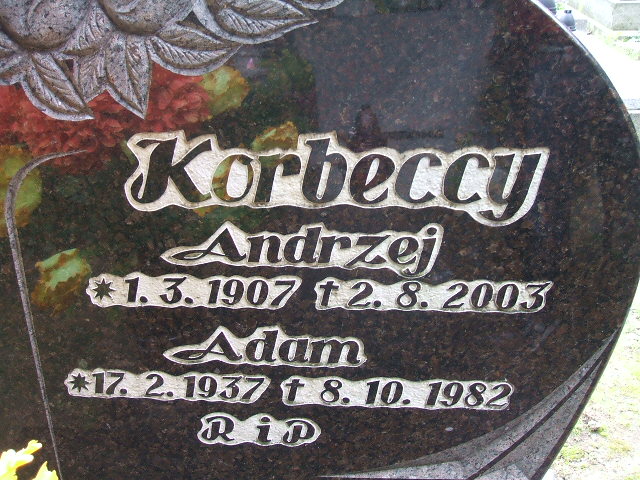 Korbeccy
Andrzej
* 1. 3. 1907 † 2. 8. 2003
Adam
* 17. 2. 1937 † 8. 10. 1982
R i P